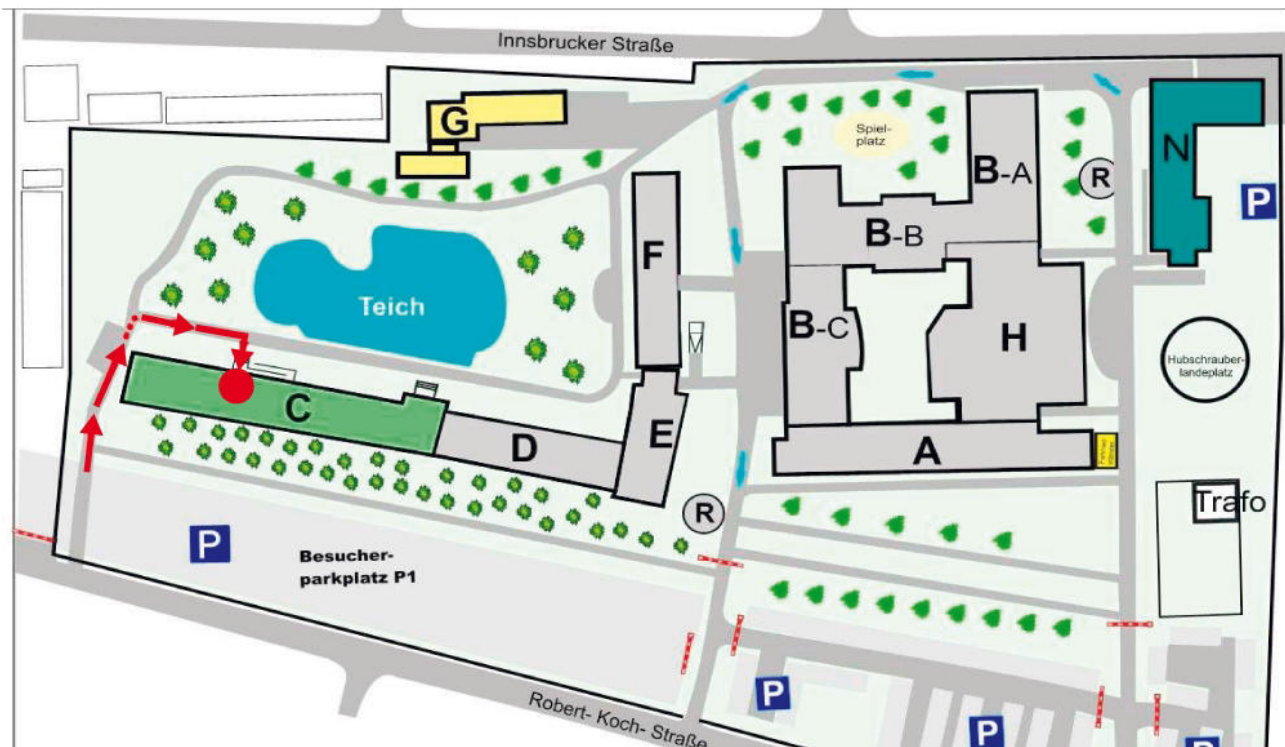 Innsbrucker Straße
G
Spiel-
platz
B-A
N
R
P
B-B
F
Teich
B-C
H
M
Hubschrauber-
landeplatz
C
D
E
A
R
Trafo
P
Besucher-
parkplatz P1
P
P
P
Robert- Koch- Straße